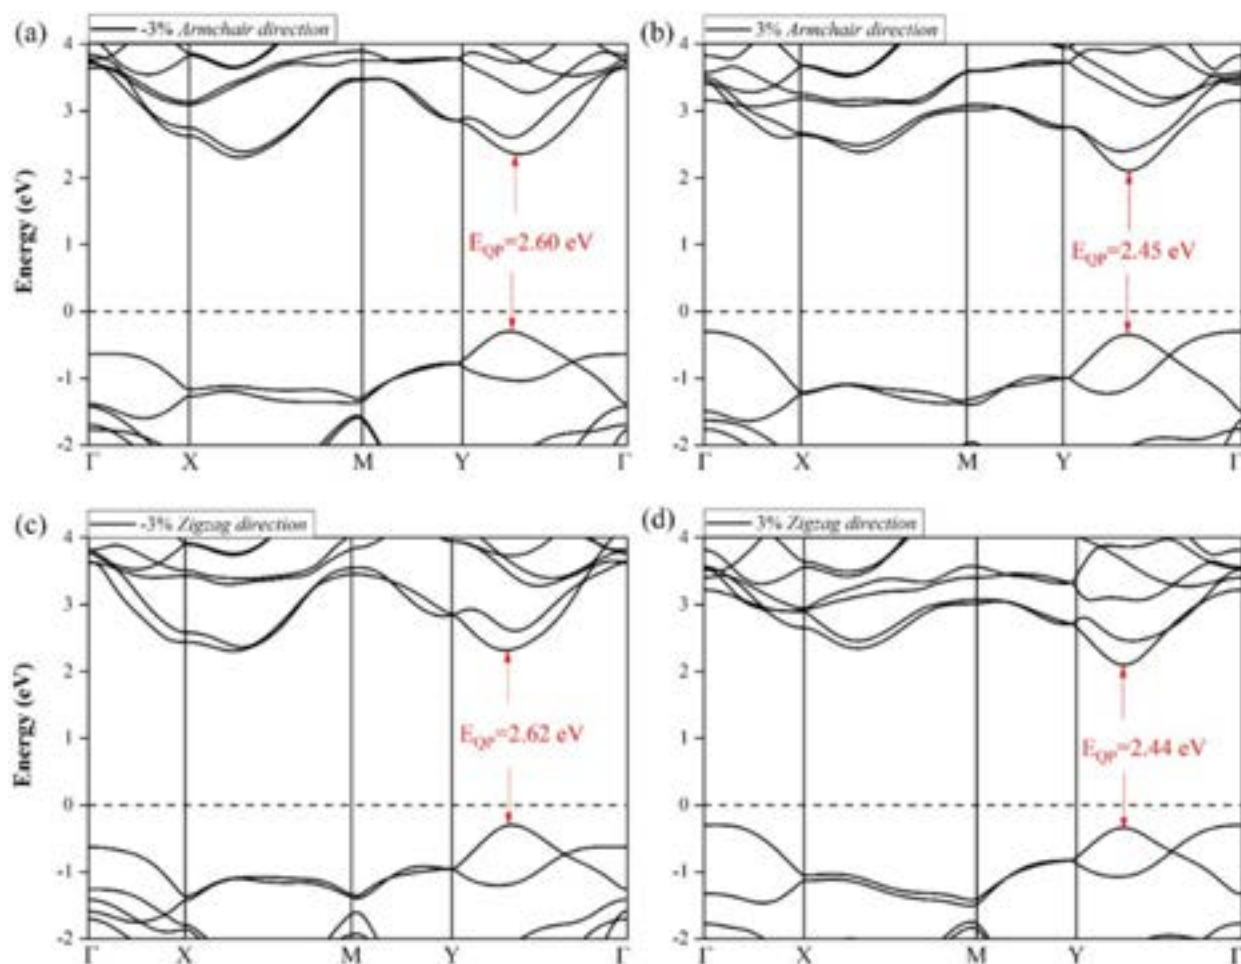 (a)
-3% Armchair direction
4
3
2
1
0
-1
-2
Energy (eV)
E_QP=2.60 eV
Γ X M Y Γ
(b)
3% Armchair direction
4
3
2
1
0
-1
-2
E_QP=2.45 eV
Γ X M Y Γ
(c)
-3% Zigzag direction
4
3
2
1
0
-1
-2
Energy (eV)
E_QP=2.62 eV
Γ X M Y Γ
(d)
3% Zigzag direction
4
3
2
1
0
-1
-2
E_QP=2.44 eV
Γ X M Y Γ